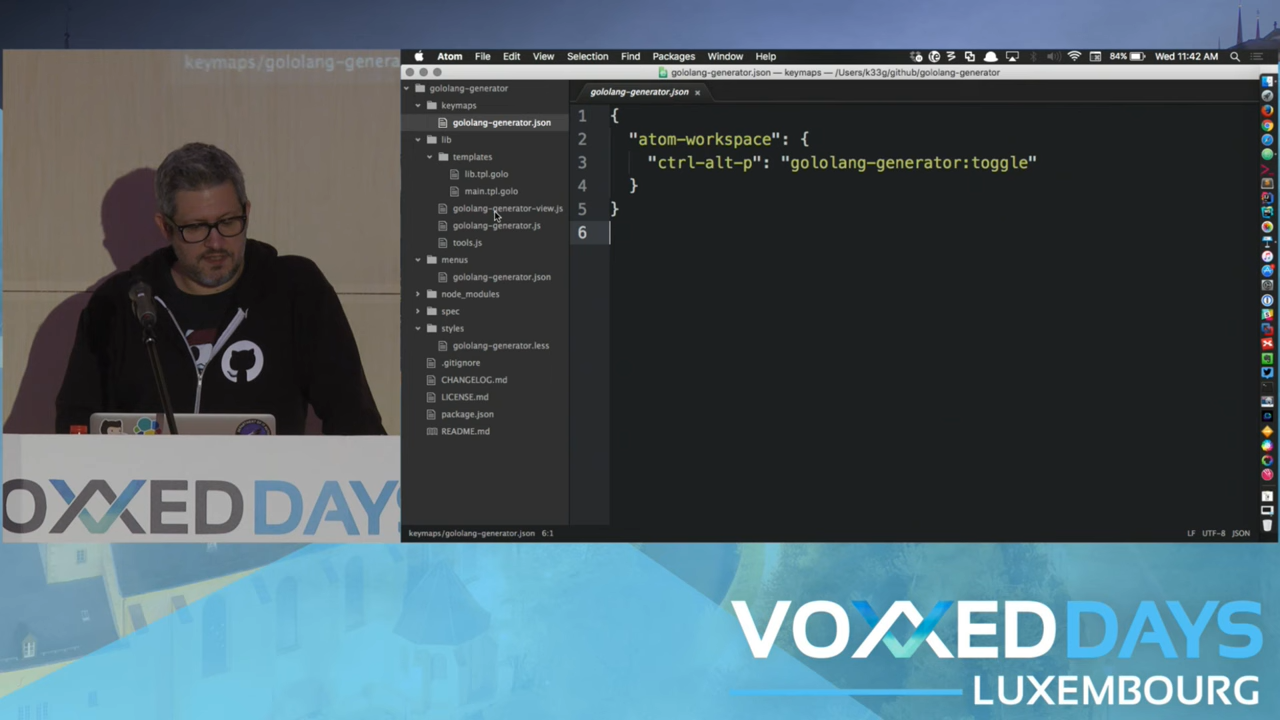 keymaps/gololang-genera
OXXED DAYS
Atom File Edit View Selection Find Packages Window Help 84% Wed 11:42 AM
gololang-generator.json — keymaps — /Users/k33g/github/gololang-generator
gololang-generator
keymaps
gololang-generator.json
lib
templates
lib.tpl.golo
main.tpl.golo
gololang-generator-view.js
gololang-generator.js
tools.js
menus
gololang-generator.json
node_modules
spec
styles
gololang-generator.less
.gitignore
CHANGELOG.md
LICENSE.md
package.json
README.md
gololang-generator.json
1 {
2 "atom-workspace": {
3 "ctrl-alt-p": "gololang-generator:toggle"
4 }
5 }
6
keymaps/gololang-generator.json 6:1 LF UTF-8 JSON
VOXXED DAYS
LUXEMBOURG